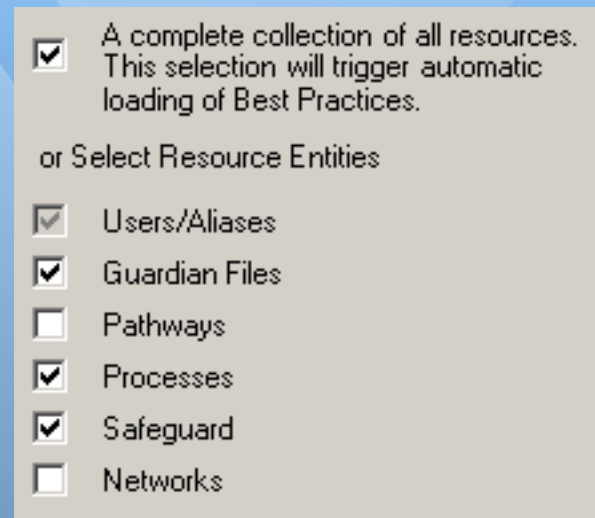 A complete collection of all resources.
This selection will trigger automatic
loading of Best Practices.
or Select Resource Entities
Users/Aliases
Guardian Files
Pathways
Processes
Safeguard
Networks